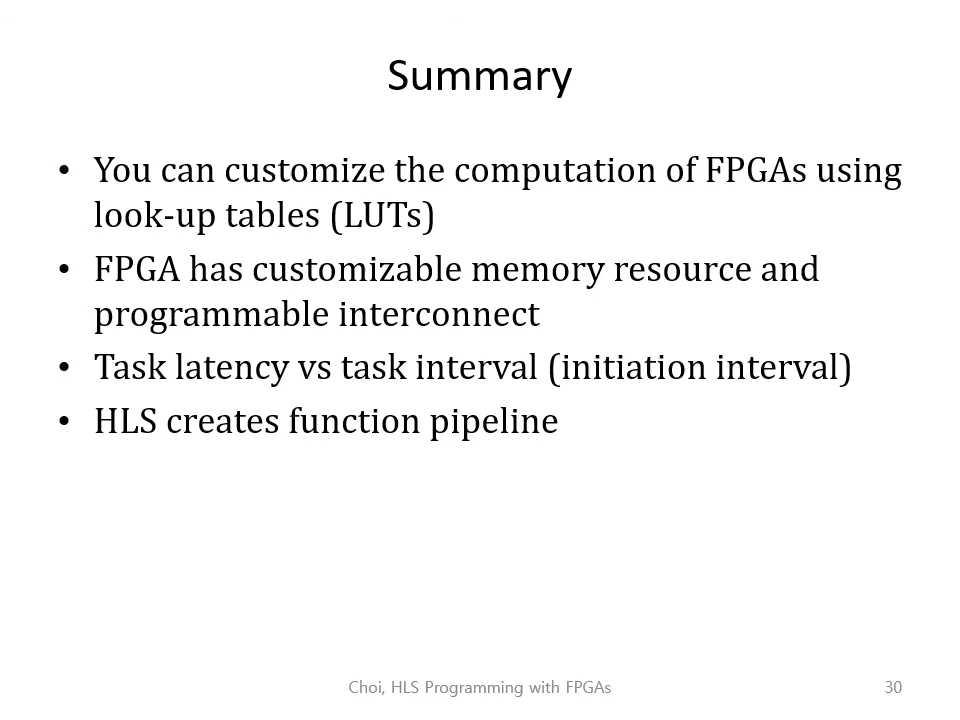 Summary
• You can customize the computation of FPGAs using
look-up tables (LUTs)
• FPGA has customizable memory resource and
programmable interconnect
• Task latency vs task interval (initiation interval)
• HLS creates function pipeline
Choi, HLS Programming with FPGAs
30